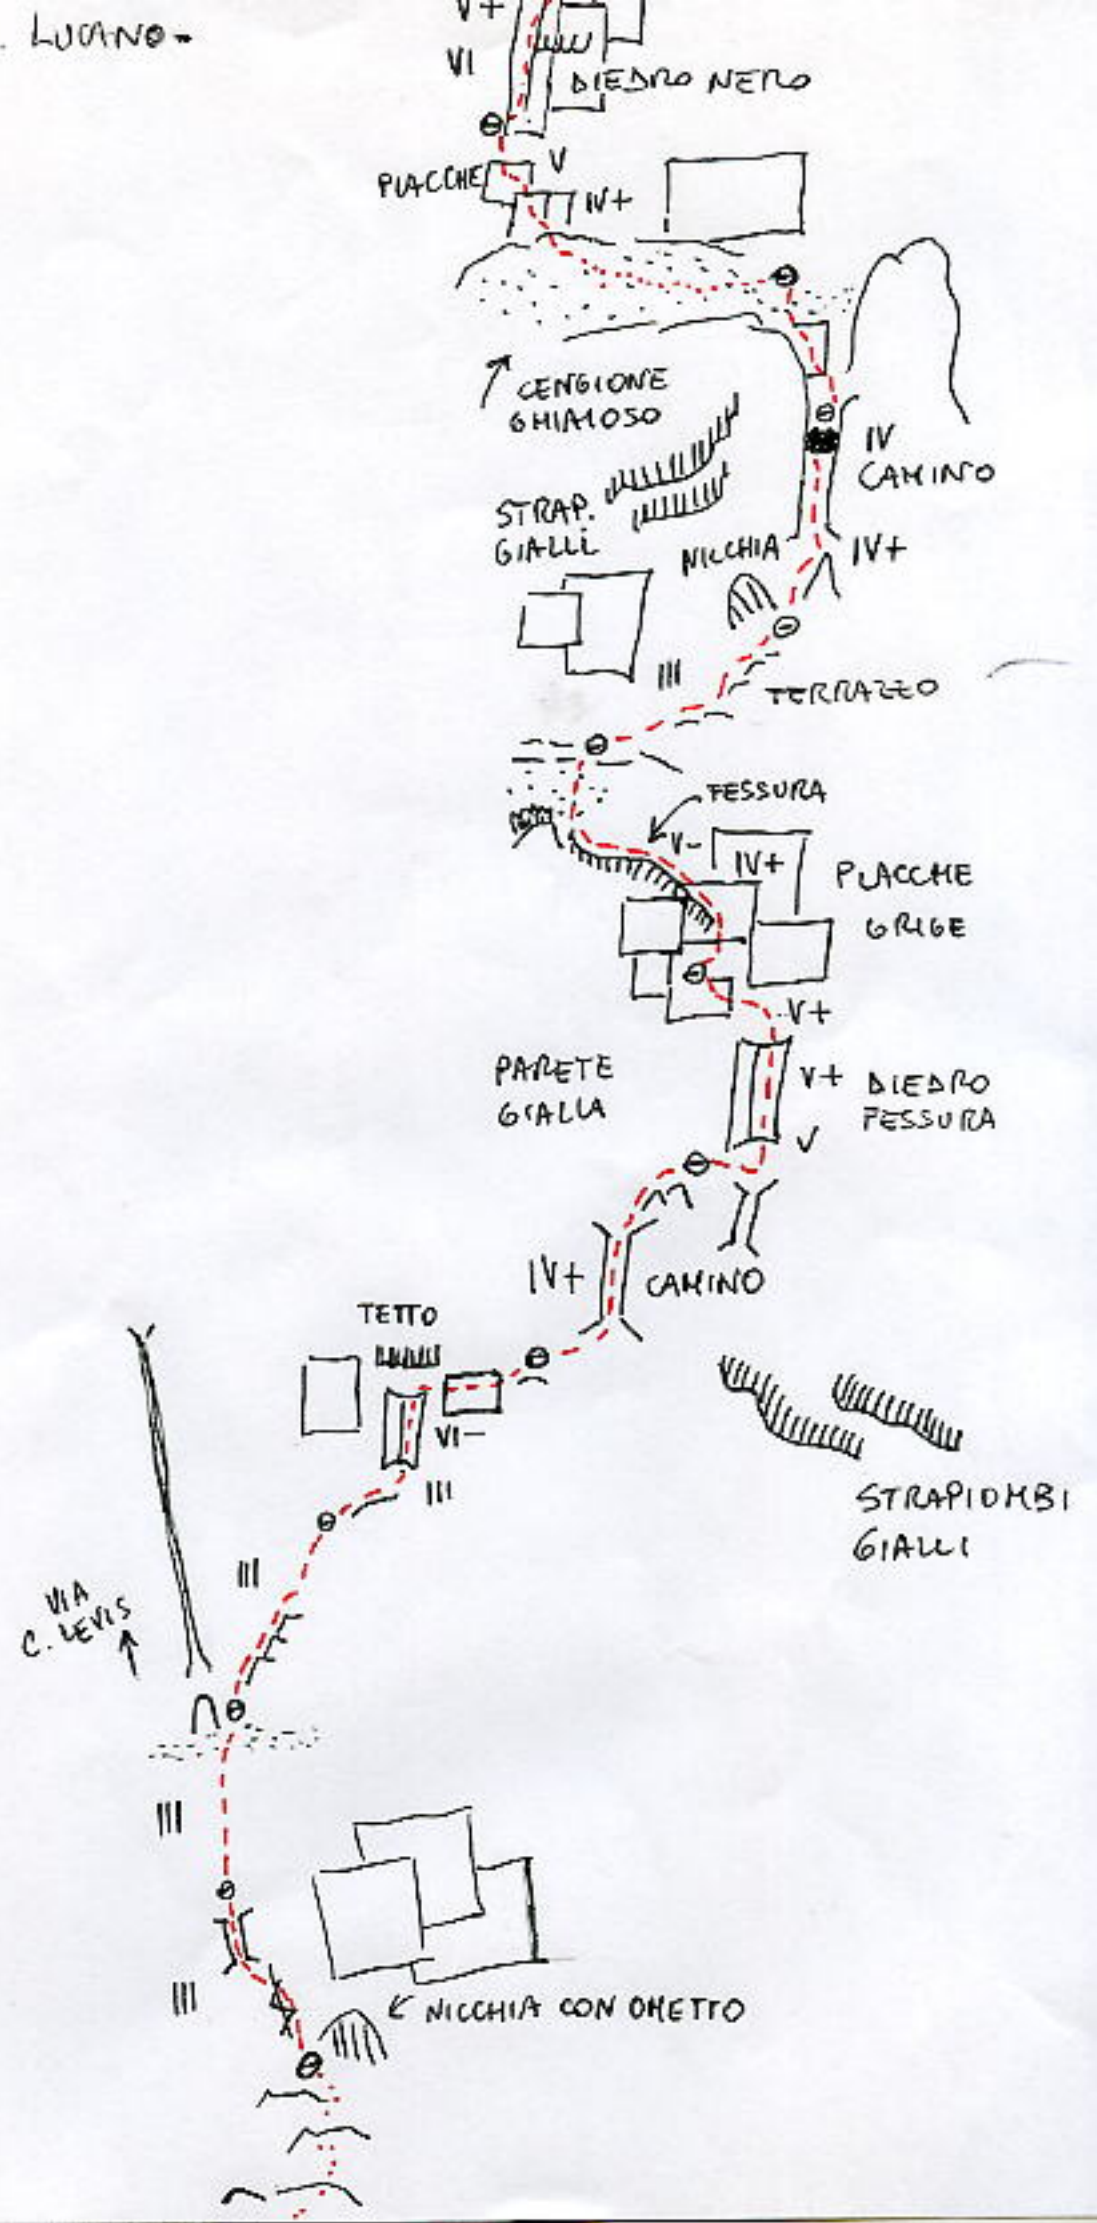 . LUCANO-
V+
VI
DIEDRO NERO
V
PLACCHE
IV+
CENGIONE
GHIAIOSO
IV
CAMINO
STRAP.
GIALLI
NICCHIA
IV+
III
TERRAZZO
FESSURA
V-
IV+
PLACCHE
GRIGE
V+
PARETE
GIALLA
V+
DIEDRO
FESSURA
V
IV+
CAMINO
TETTO
VI-
III
STRAPIOMBI
GIALLI
III
VIA
C. LEVIS
III
III
NICCHIA CON OMETTO